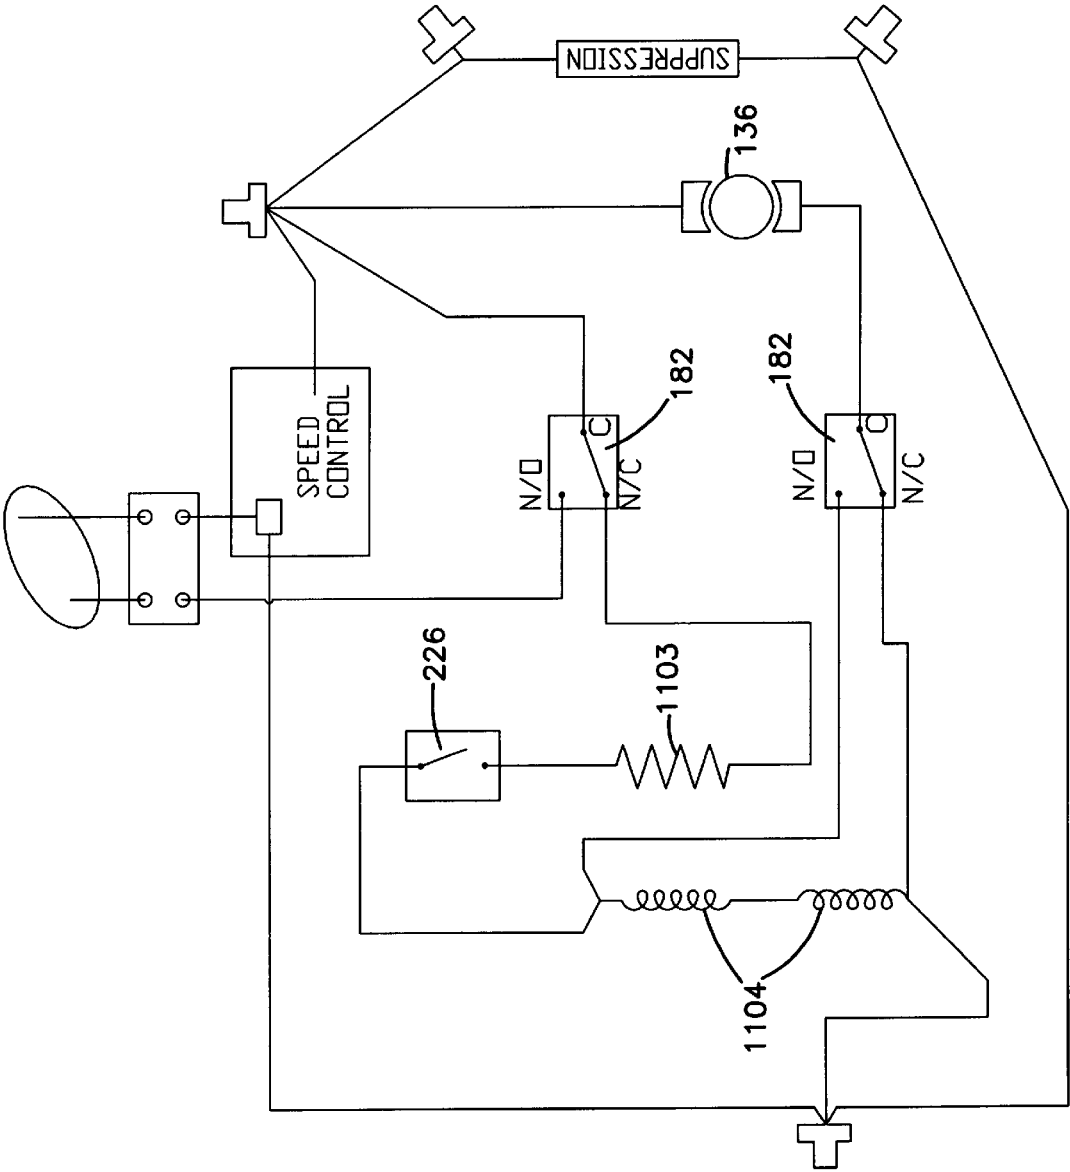 SUPPRESSION
136
SPEED
CONTROL
182
182
N/O
C
N/C
N/O
C
N/C
226
1103
1104